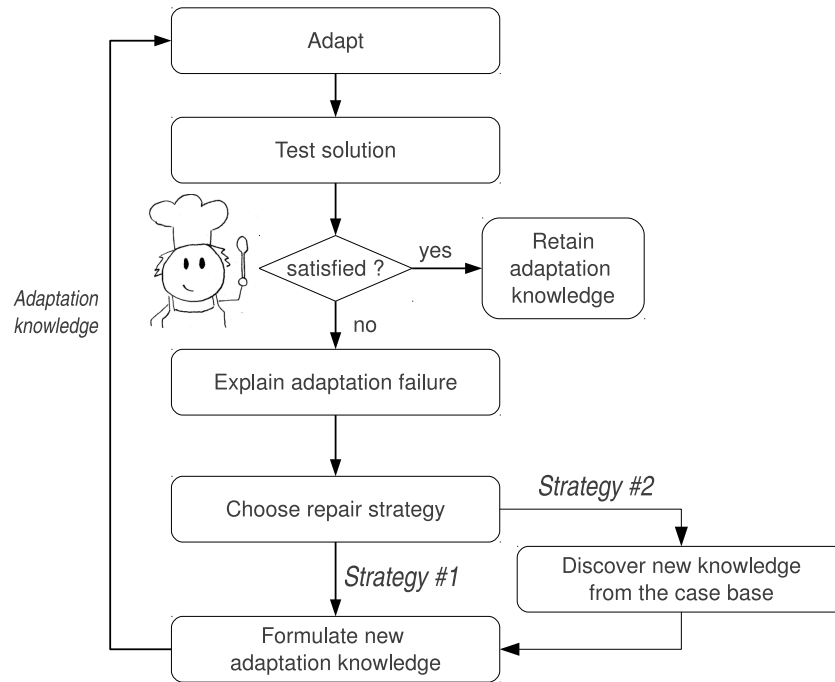 Adapt
Test solution
satisfied ?
yes
Retain
adaptation
knowledge
Adaptation
knowledge
no
Explain adaptation failure
Choose repair strategy
Strategy #2
Strategy #1
Discover new knowledge
from the case base
Formulate new
adaptation knowledge